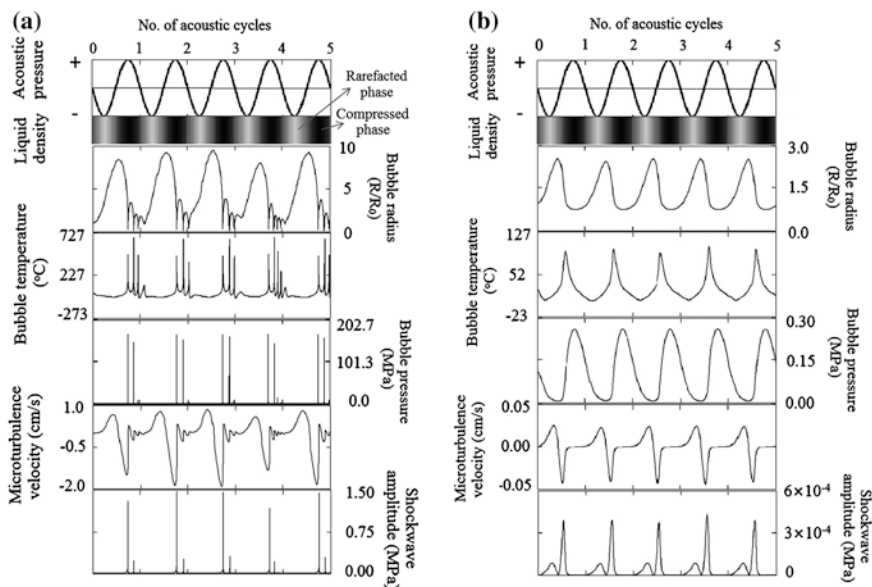 (a)
No. of acoustic cycles
0 1 2 3 4 5
Acoustic pressure
+
-
Rarefacted phase
Compressed phase
Liquid density
10
5
0
Bubble radius (R/Ro)
Bubble temperature (°C)
727
227
-273
202.7
101.3
0.0
Bubble pressure (MPa)
Microturbulence velocity (cm/s)
1.0
-0.5
-2.0
1.50
0.75
0.00
Shockwave amplitude (MPa)
(b)
No. of acoustic cycles
0 1 2 3 4 5
Acoustic pressure
+
-
Liquid density
3.0
1.5
0.0
Bubble radius (R/Ro)
Bubble temperature (°C)
127
52
-23
0.30
0.15
0.00
Bubble pressure (MPa)
Microturbulence velocity (cm/s)
0.05
0.00
-0.05
6×10-4
3×10-4
0
Shockwave amplitude (MPa)